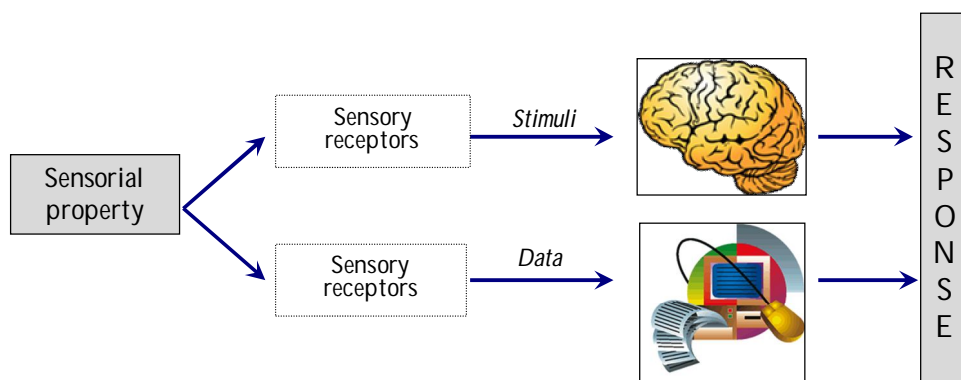 Sensorial
property
Sensory
receptors
Stimuli
Sensory
receptors
Data
R
E
S
P
O
N
S
E